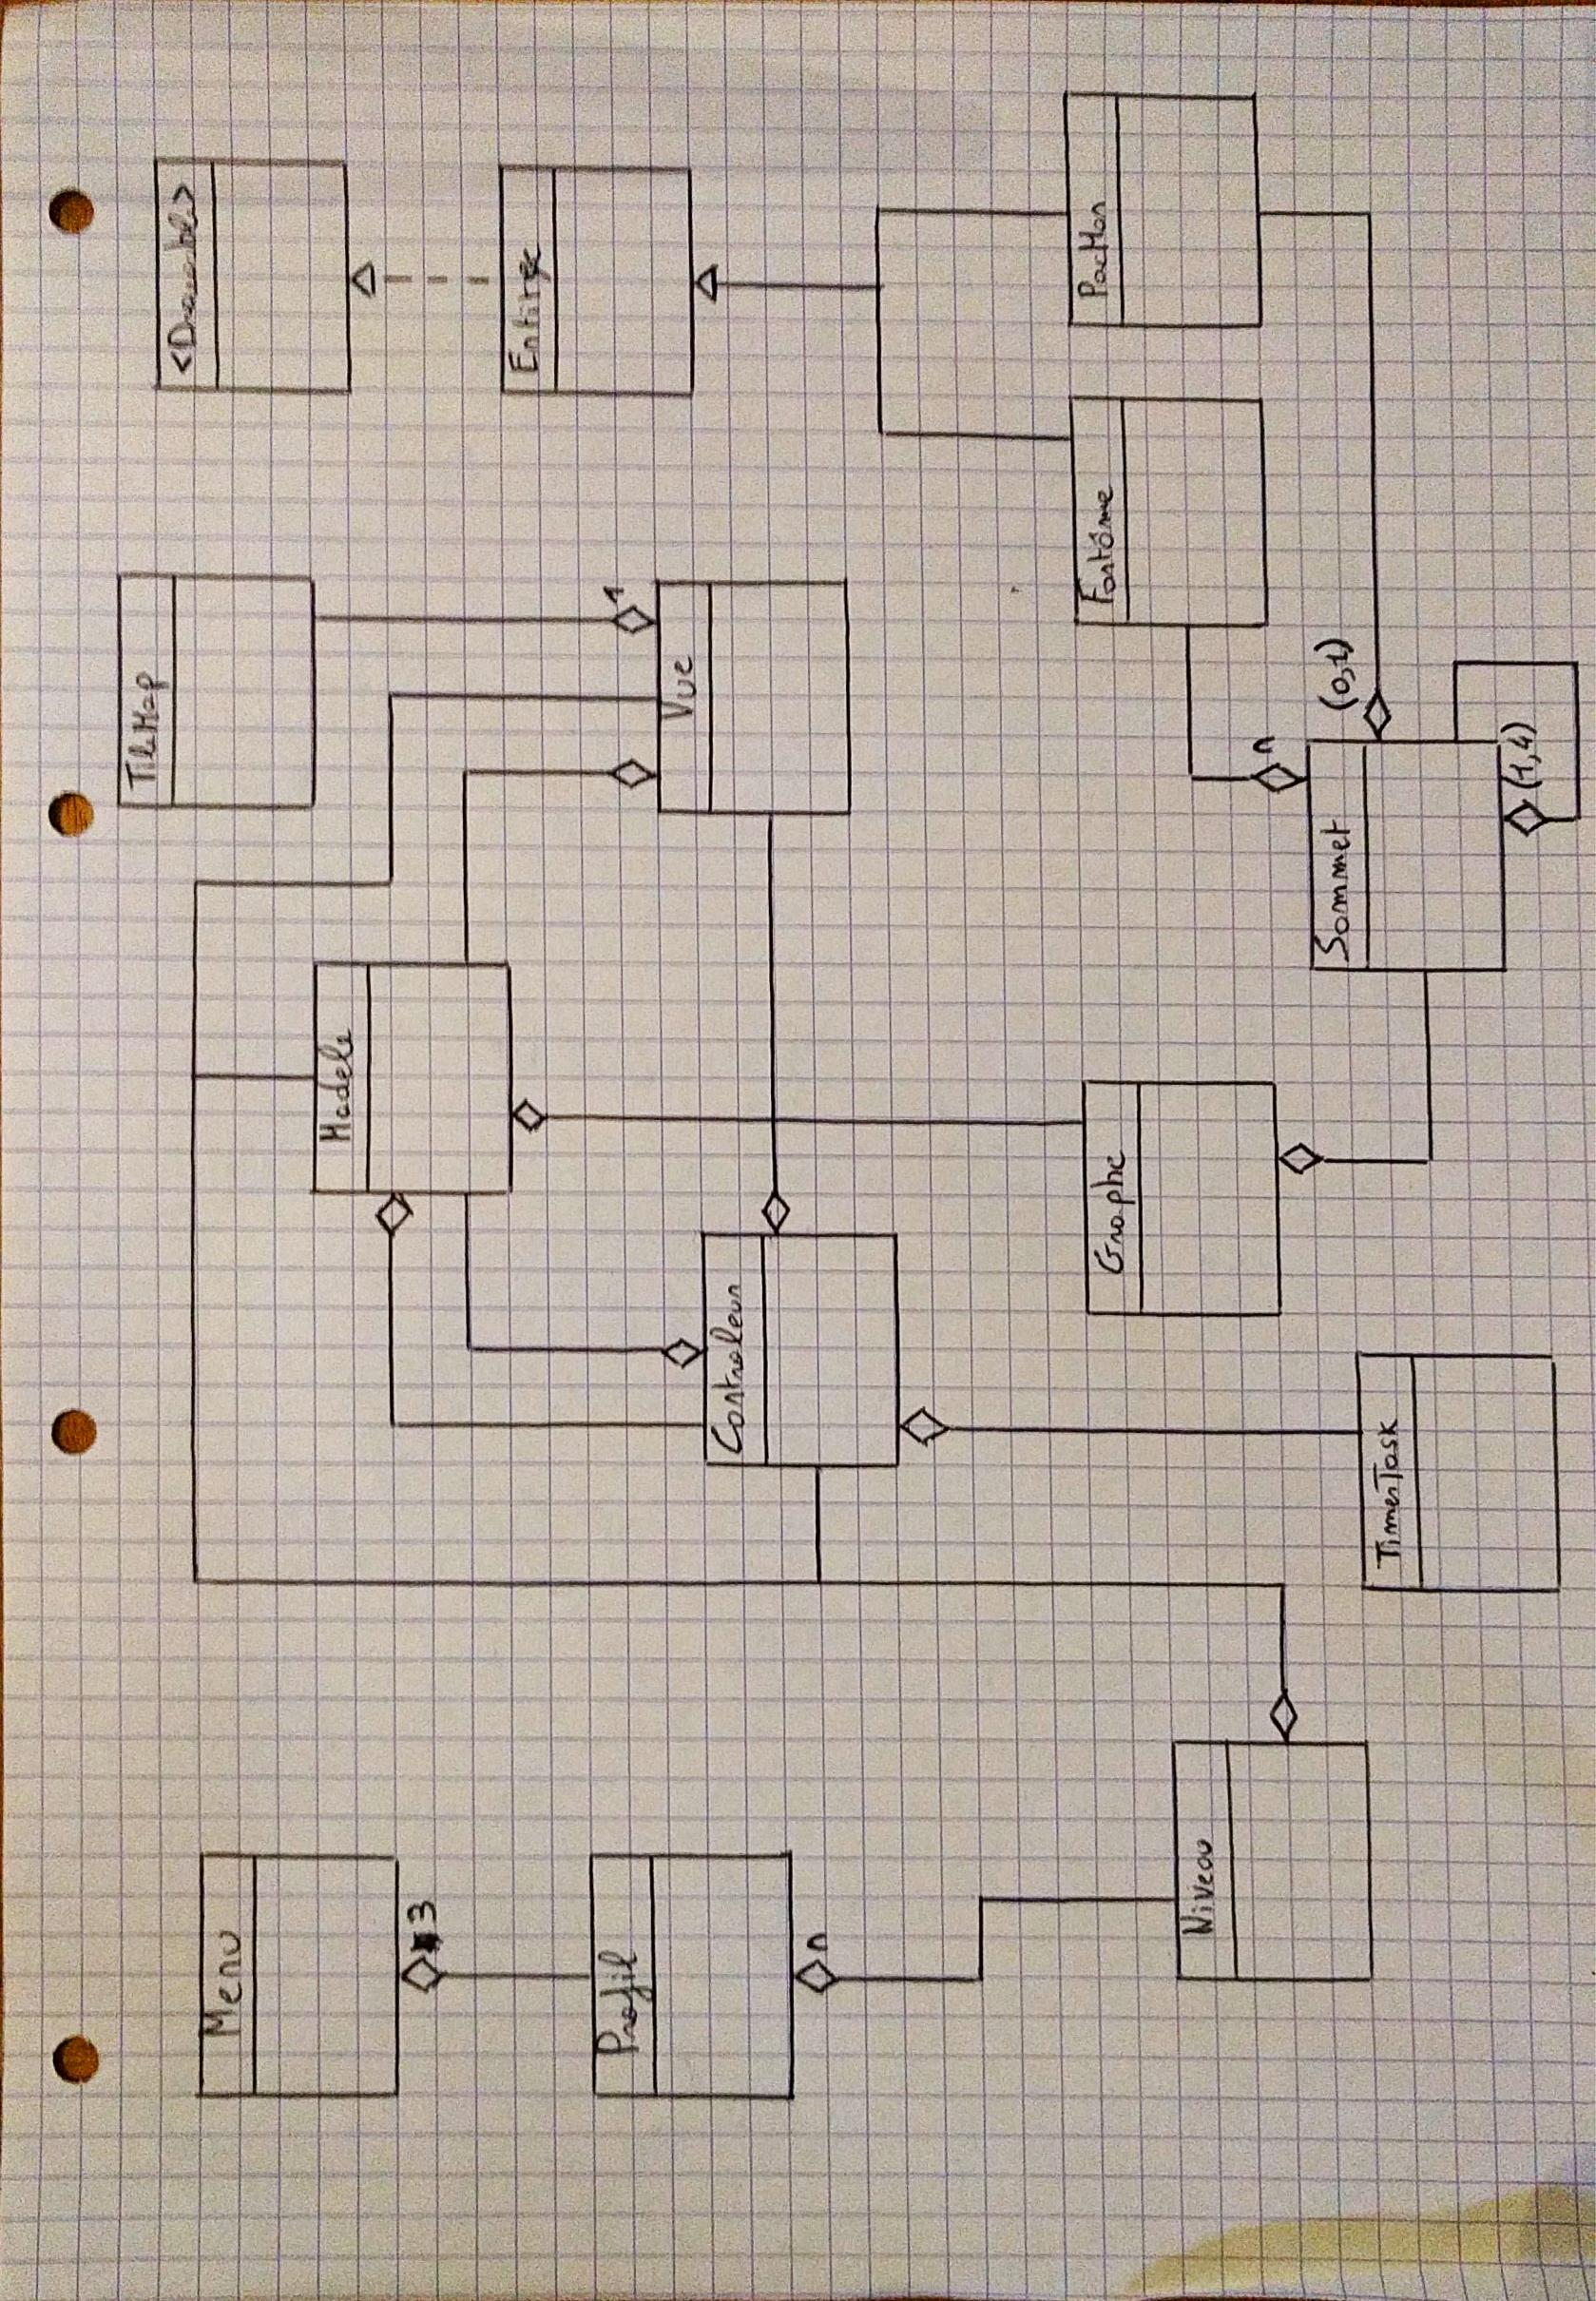 Menu
3
Profil
n
Niveau
Modele
Controleur
TimerTask
Graphe
TileMap
1
Vue
Sommet
n
(0,1)
(1,4)
<Drawable>
Entité
Fantôme
PacMan